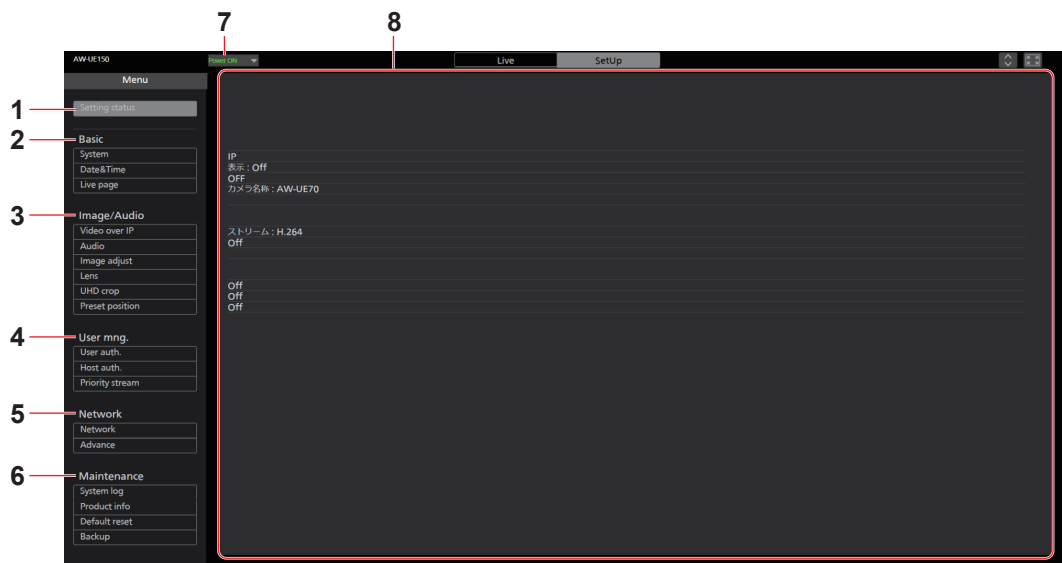 7
8
AW-UE150
Power ON
Live
SetUp
Menu
1
Setting status
2
Basic
System
Date&Time
Live page
3
Image/Audio
Video over IP
Audio
Image adjust
Lens
UHD crop
Preset position
4
User mng.
User auth.
Host auth.
Priority stream
5
Network
Network
Advance
6
Maintenance
System log
Product info
Default reset
Backup
IP
表示 : Off
OFF
カメラ名称 : AW-UE70
ストリーム : H.264
Off
Off
Off
Off